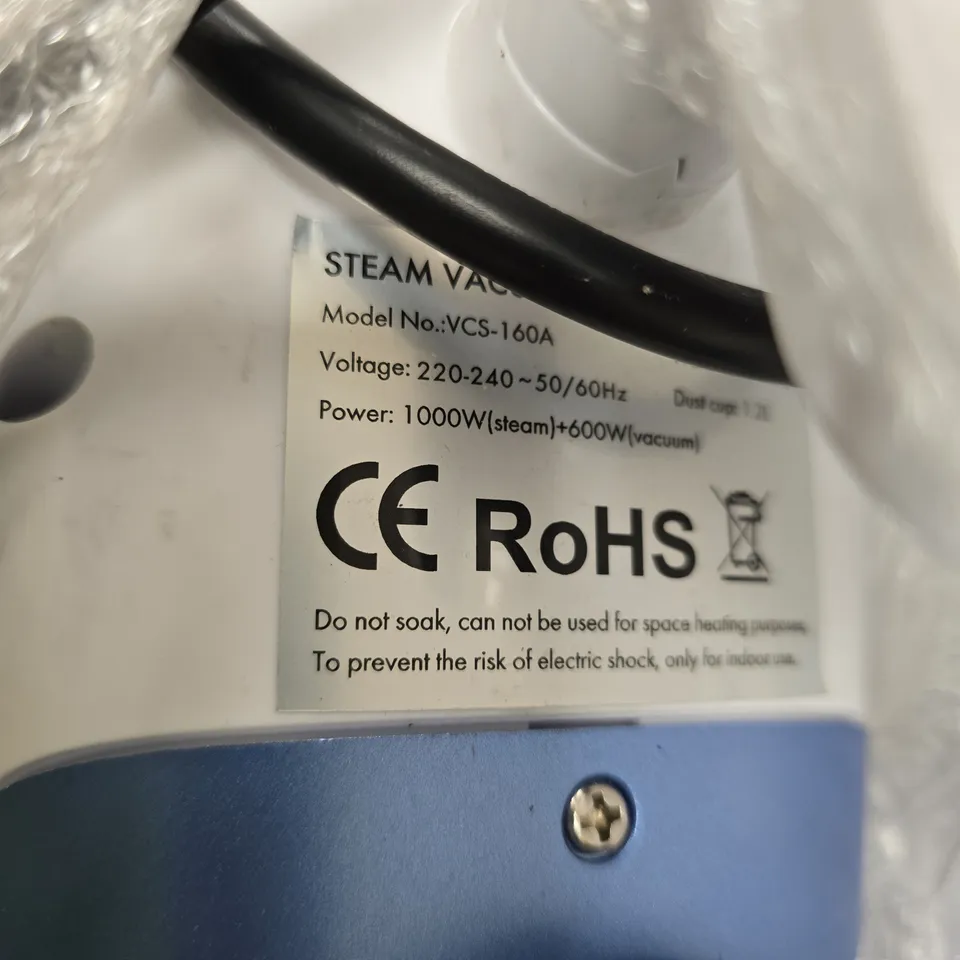 STEAM VAC
Model No.:VCS-160A
Voltage: 220-240~50/60Hz
Dust cup:
Power: 1000W(steam)+600W(vacuum)
CE RoHS
Do not soak, can not be used for space heating purposes,
To prevent the risk of electric shock, only for indoor use.